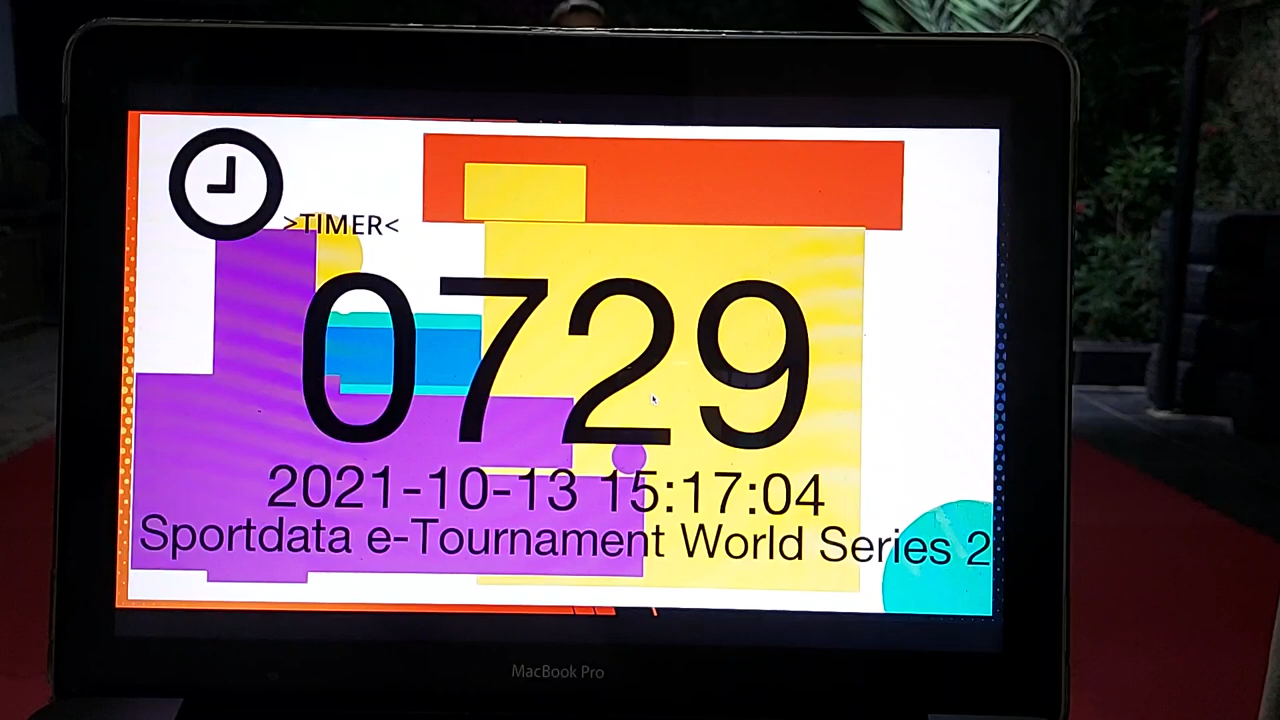 >TIMER<
0729
2021-10-13 15:17:04
Sportdata e-Tournament World Series 2
MacBook Pro